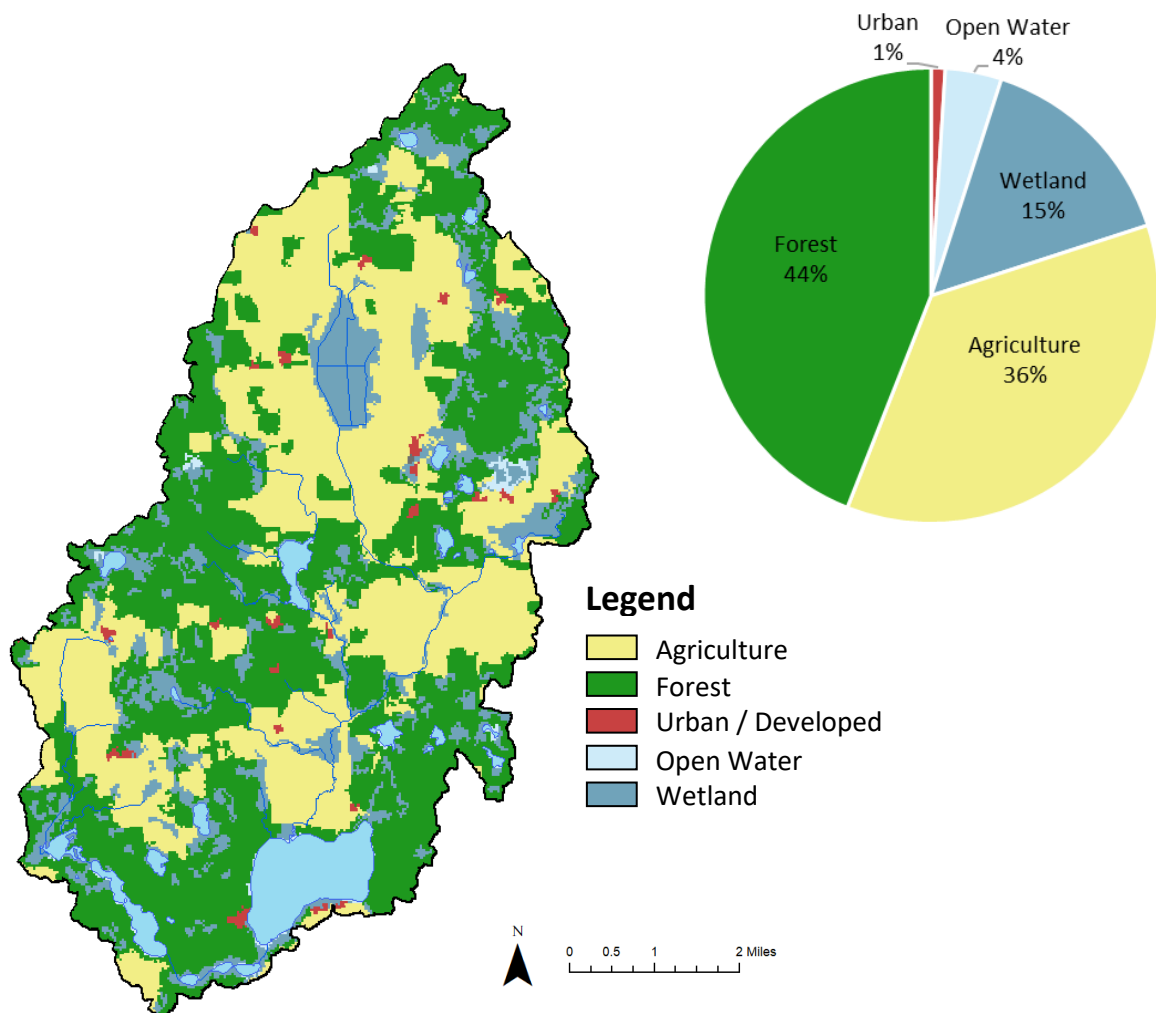 Urban
1%
Open Water
4%
Wetland
15%
Forest
44%
Agriculture
36%
Legend
Agriculture
Forest
Urban / Developed
Open Water
Wetland
N
0 0.5 1 2 Miles